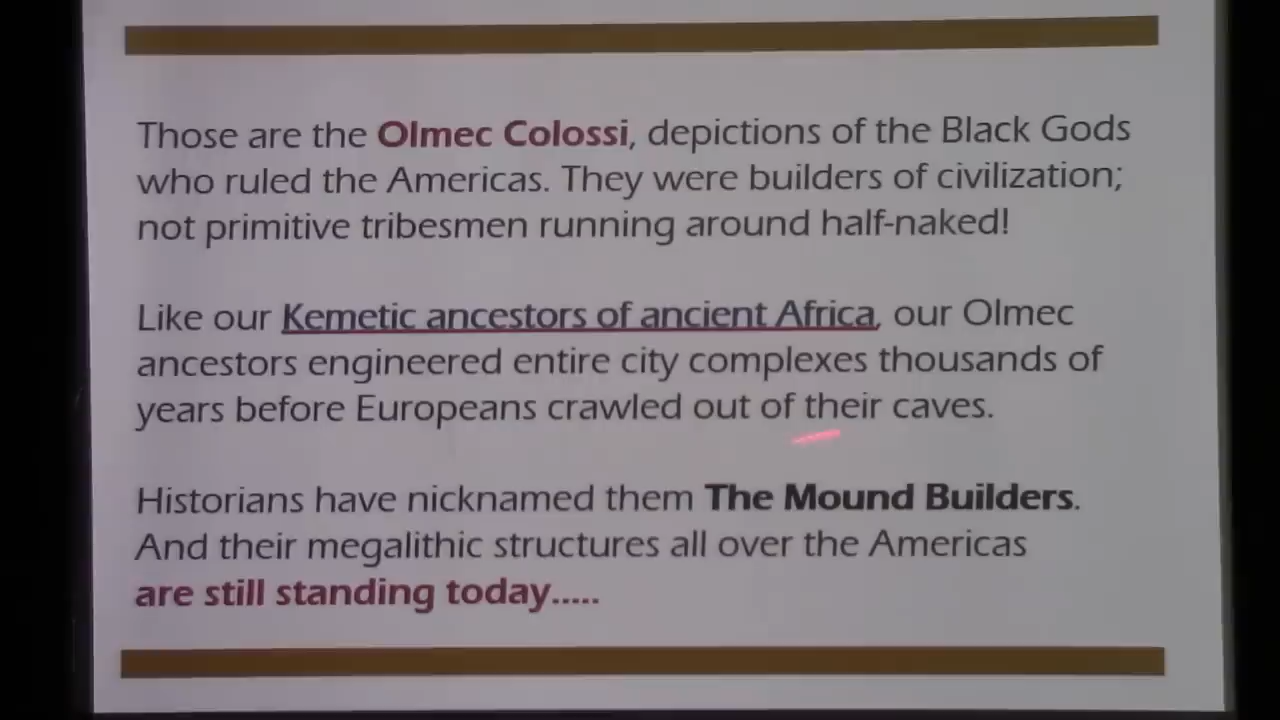 Those are the Olmec Colossi, depictions of the Black Gods
who ruled the Americas. They were builders of civilization;
not primitive tribesmen running around half-naked!
Like our Kemetic ancestors of ancient Africa, our Olmec
ancestors engineered entire city complexes thousands of
years before Europeans crawled out of their caves.
Historians have nicknamed them The Mound Builders.
And their megalithic structures all over the Americas
are still standing today.....